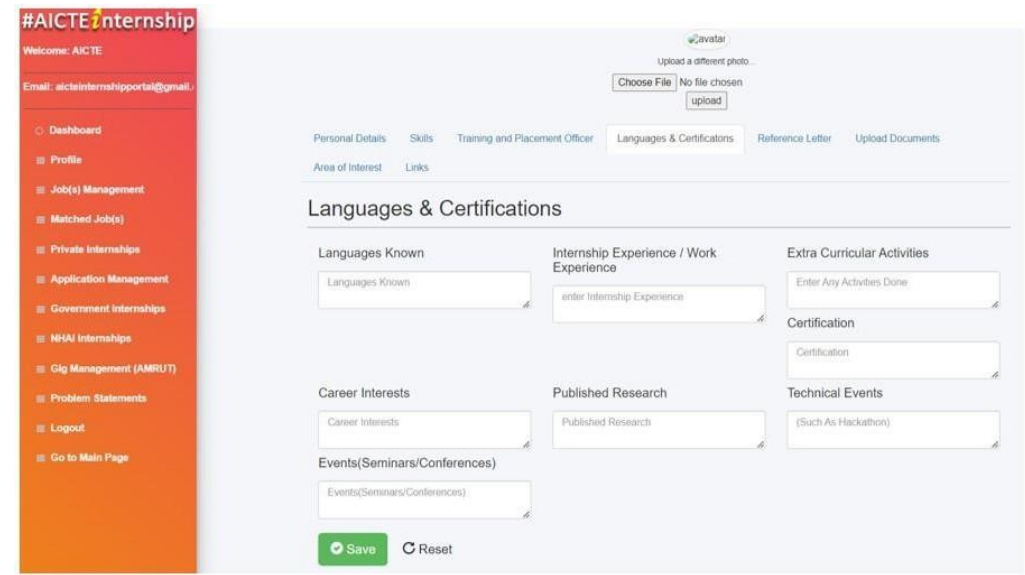 #AICTEinternship
Welcome: AICTE
Email: aicteinternshipportal@gmail.
Dashboard
Profile
Job(s) Management
Matched Job(s)
Private Internships
Application Management
Government Internships
NHAI Internships
Gig Management (AMRUT)
Problem Statements
Logout
Go to Main Page
avatar
Upload a different photo...
Choose File No file chosen
upload
Personal Details Skills Training and Placement Officer Languages & Certificatons Reference Letter Upload Documents
Area of Interest Links
Languages & Certifications
Languages Known
Languages Known
Internship Experience / Work
Experience
enter Internship Experience
Extra Curricular Activities
Enter Any Activities Done
Certification
Certification
Career Interests
Career Interests
Published Research
Published Research
Technical Events
(Such As Hackathon)
Events(Seminars/Conferences)
Events(Seminars/Conferences)
Save Reset